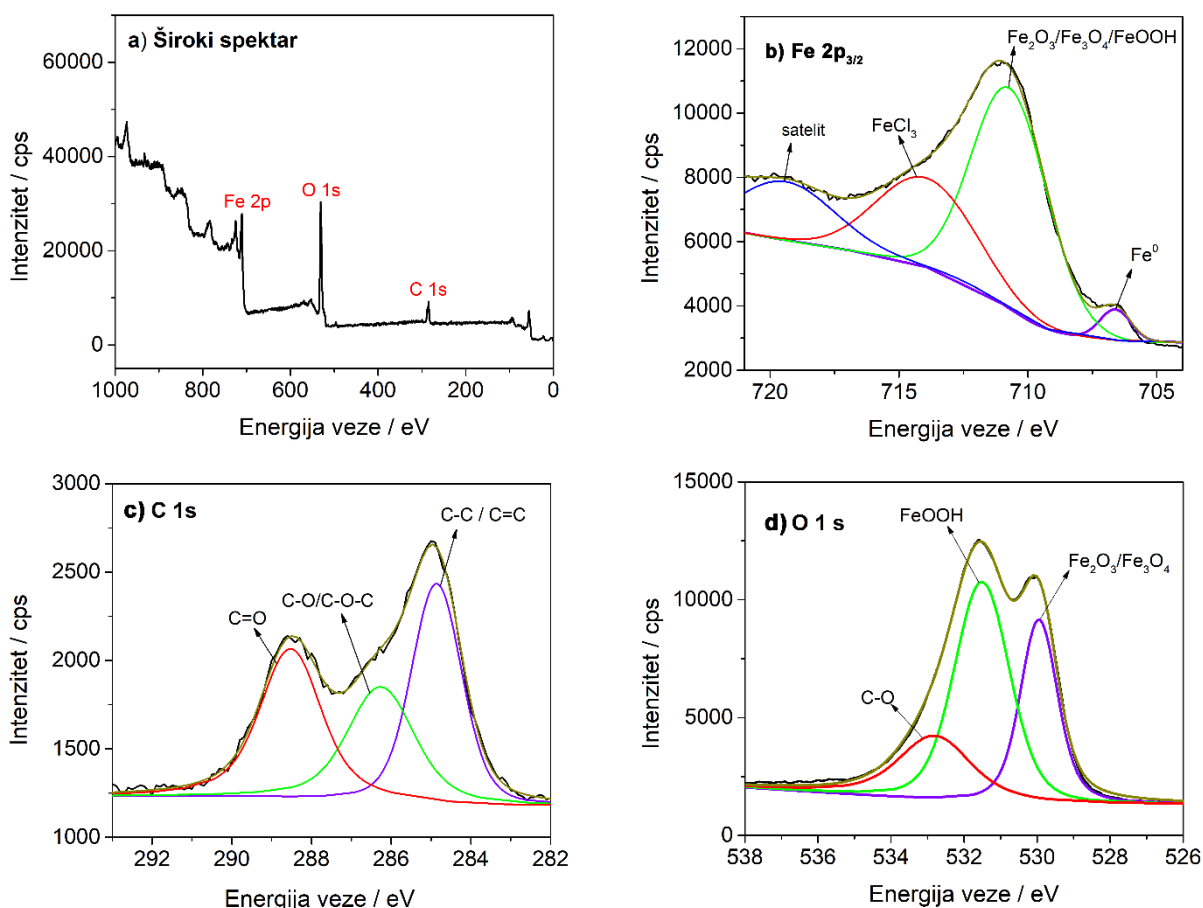 a) Široki spektar
60000
40000
20000
0
Intenzitet / cps
Fe 2p
O 1s
C 1s
1000 800 600 400 200 0
Energija veze / eV
b) Fe 2p3/2
12000
10000
8000
6000
4000
2000
Intenzitet / cps
Fe2O3/Fe3O4/FeOOH
FeCl3
satelit
Fe0
720 715 710 704
Energija veze / eV
c) C 1s
3000
2500
2000
1500
1000
Intenzitet / cps
C-C / C=C
C-O/C-O-C
C=O
292 290 288 286 284 282
Energija veze / eV
d) O 1 s
15000
10000
5000
0
Intenzitet / cps
FeOOH
Fe2O3/Fe3O4
C-O
538 536 534 532 530 528 526
Energija veze / eV